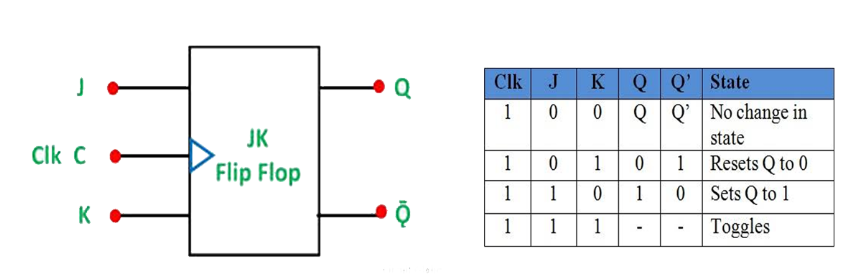 J
Q
Clk C
JK
Flip Flop
K
Q̄
Clk J K Q Q' State
1 0 0 Q Q' No change in
state
1 0 1 0 1 Resets Q to 0
1 1 0 1 0 Sets Q to 1
1 1 1 - - Toggles